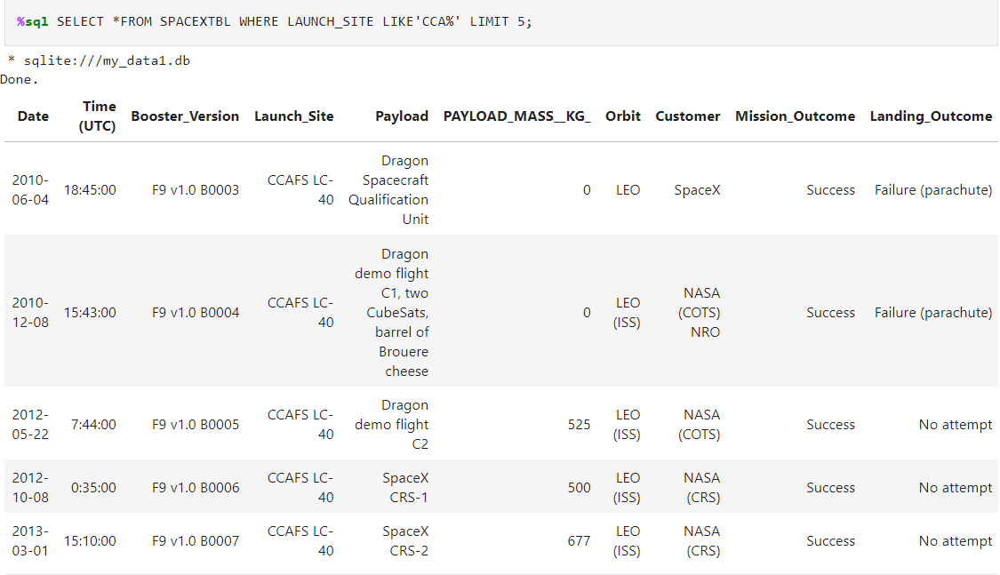 %sql SELECT *FROM SPACEXTBL WHERE LAUNCH_SITE LIKE'CCA%' LIMIT 5;
* sqlite:///my_data1.db
Done.
Date Time (UTC) Booster_Version Launch_Site Payload PAYLOAD_MASS__KG_ Orbit Customer Mission_Outcome Landing_Outcome
2010-06-04 18:45:00 F9 v1.0 B0003 CCAFS LC-40 Dragon Spacecraft Qualification Unit 0 LEO SpaceX Success Failure (parachute)
2010-12-08 15:43:00 F9 v1.0 B0004 CCAFS LC-40 Dragon demo flight C1, two CubeSats, barrel of Brouere cheese 0 LEO (ISS) NASA (COTS) NRO Success Failure (parachute)
2012-05-22 7:44:00 F9 v1.0 B0005 CCAFS LC-40 Dragon demo flight C2 525 LEO (ISS) NASA (COTS) Success No attempt
2012-10-08 0:35:00 F9 v1.0 B0006 CCAFS LC-40 SpaceX CRS-1 500 LEO (ISS) NASA (CRS) Success No attempt
2013-03-01 15:10:00 F9 v1.0 B0007 CCAFS LC-40 SpaceX CRS-2 677 LEO (ISS) NASA (CRS) Success No attempt